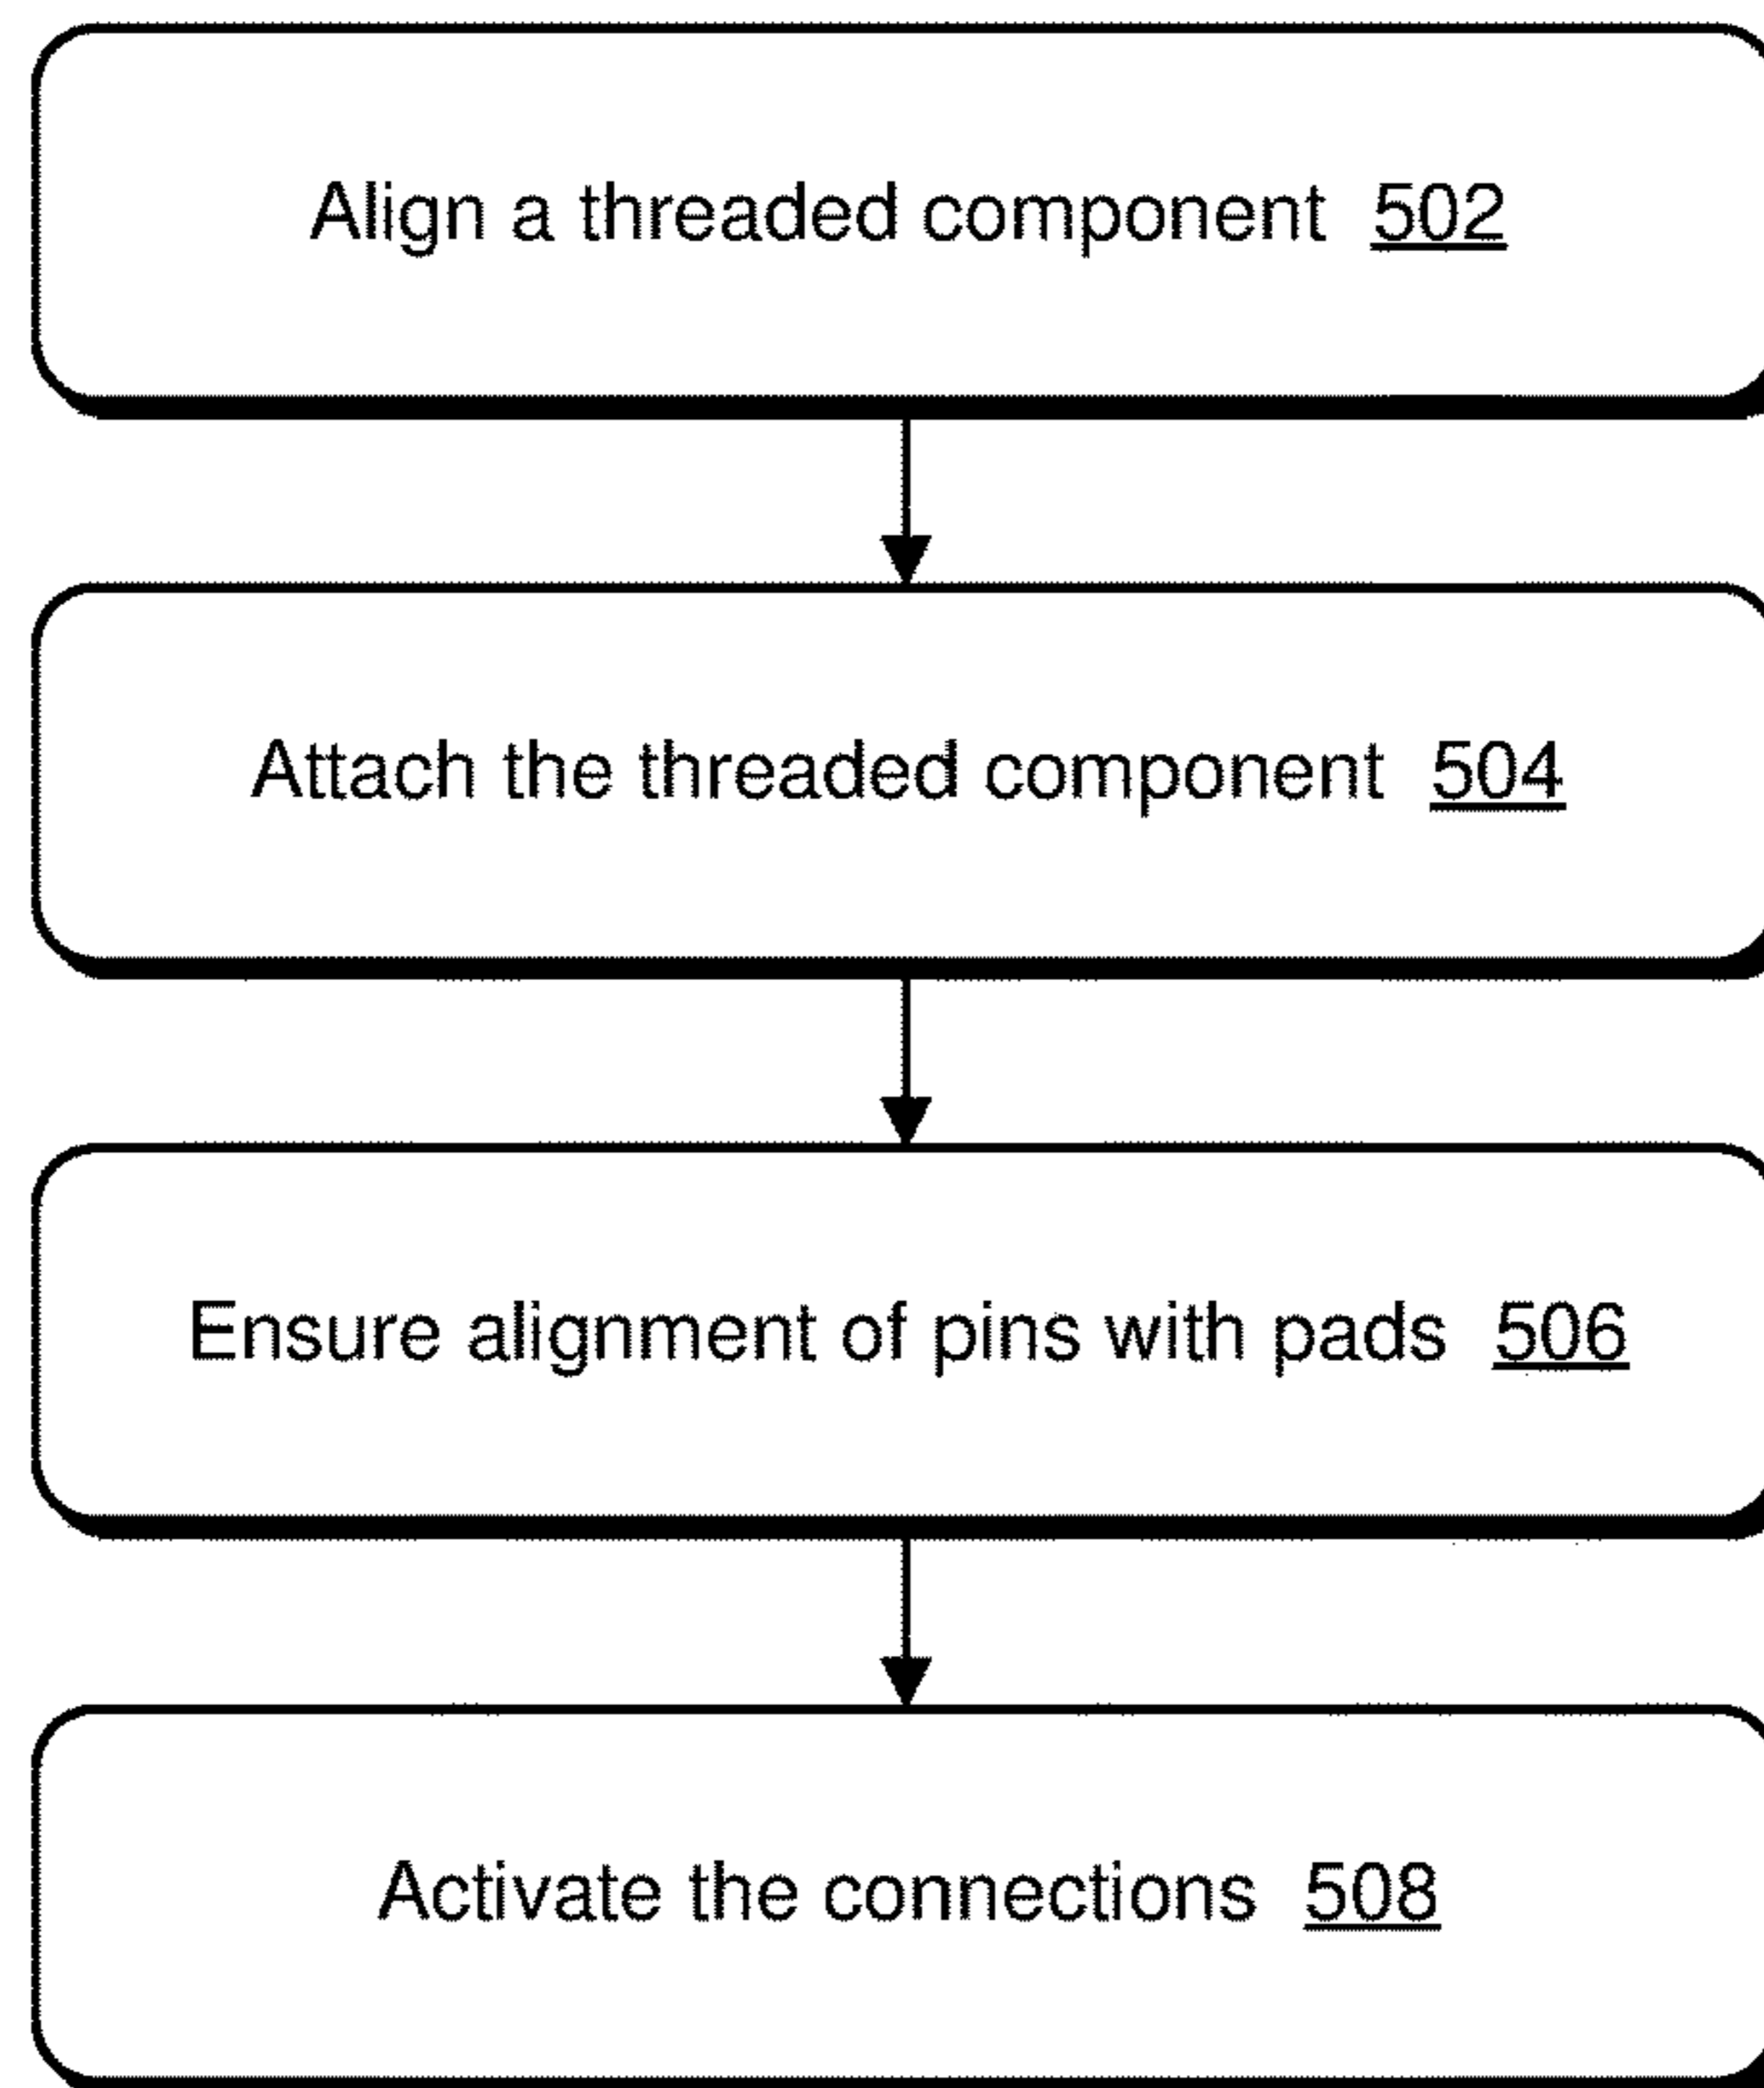 Align a threaded component 502
Attach the threaded component 504
Ensure alignment of pins with pads 506
Activate the connections 508